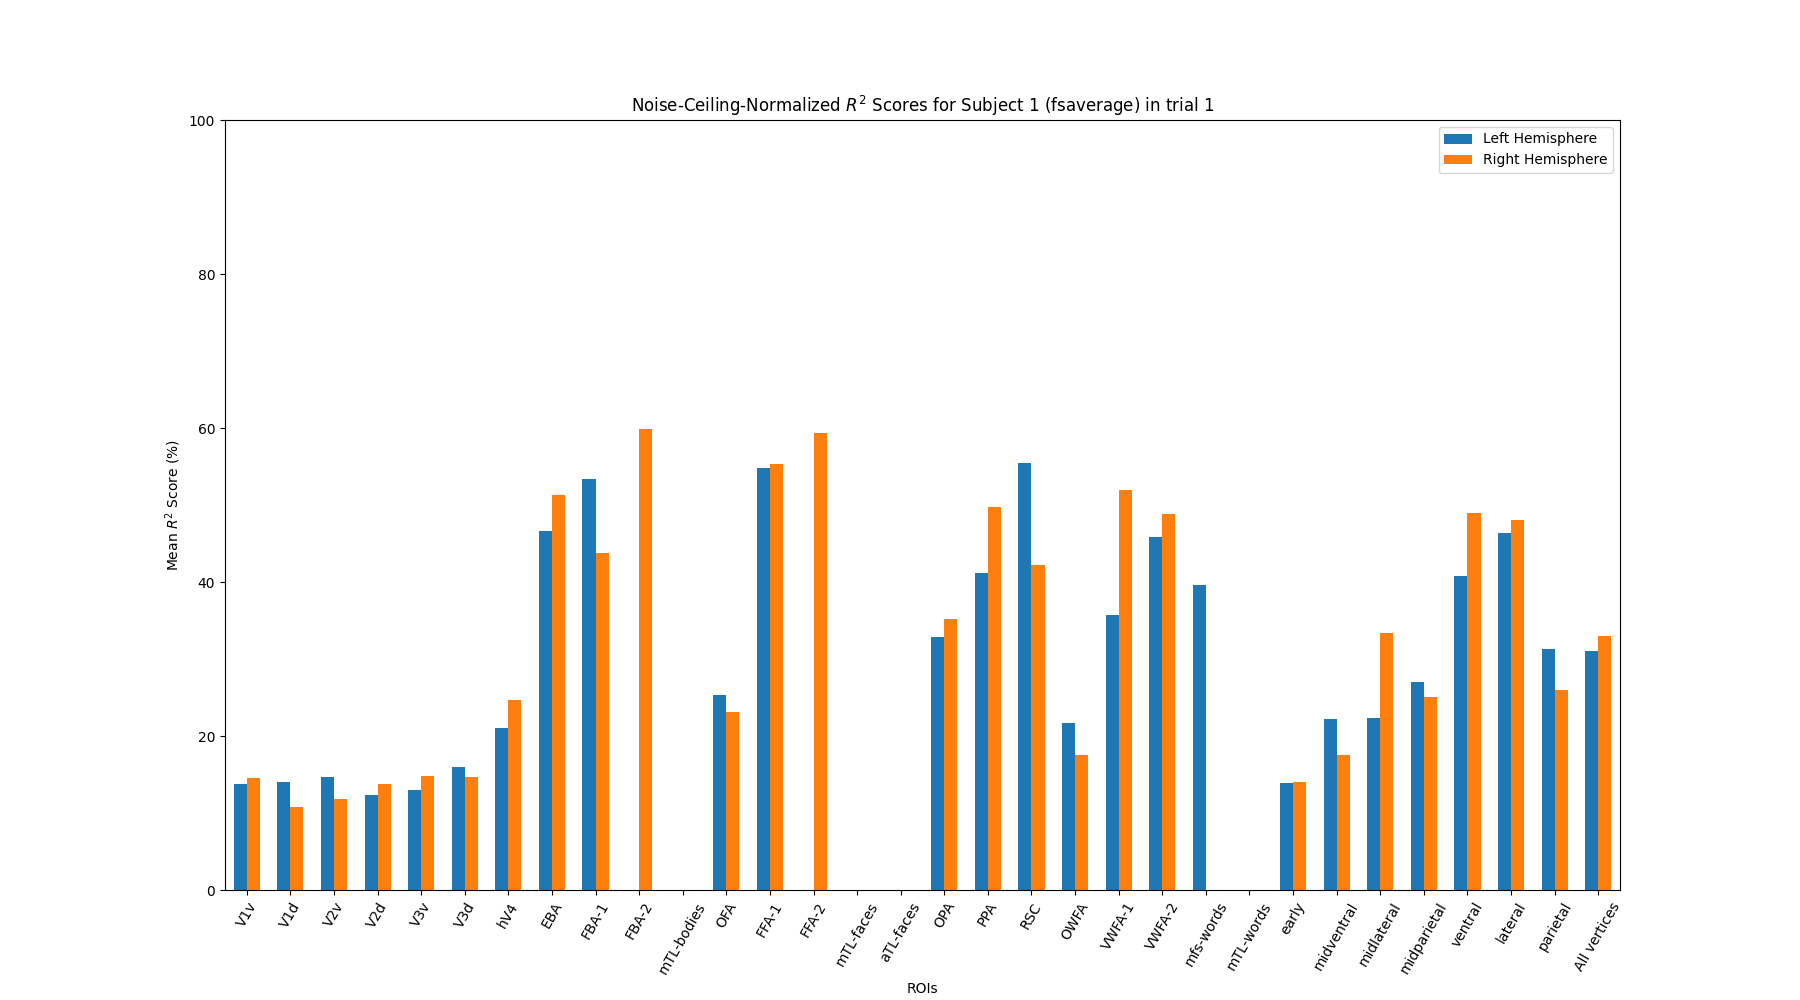 Noise-Ceiling-Normalized R² Scores for Subject 1 (fsaverage) in trial 1
Left Hemisphere
Right Hemisphere
Mean R² Score (%)
100
80
60
40
20
0
V1v
V1d
V2v
V2d
V3v
V3d
hV4
EBA
FBA-1
FBA-2
mTL-bodies
OFA
FFA-1
FFA-2
mTL-faces
aTL-faces
OPA
PPA
RSC
OWFA
VWFA-1
VWFA-2
mfs-words
mTL-words
early
midventral
midlateral
midparietal
ventral
lateral
parietal
All vertices
ROIs